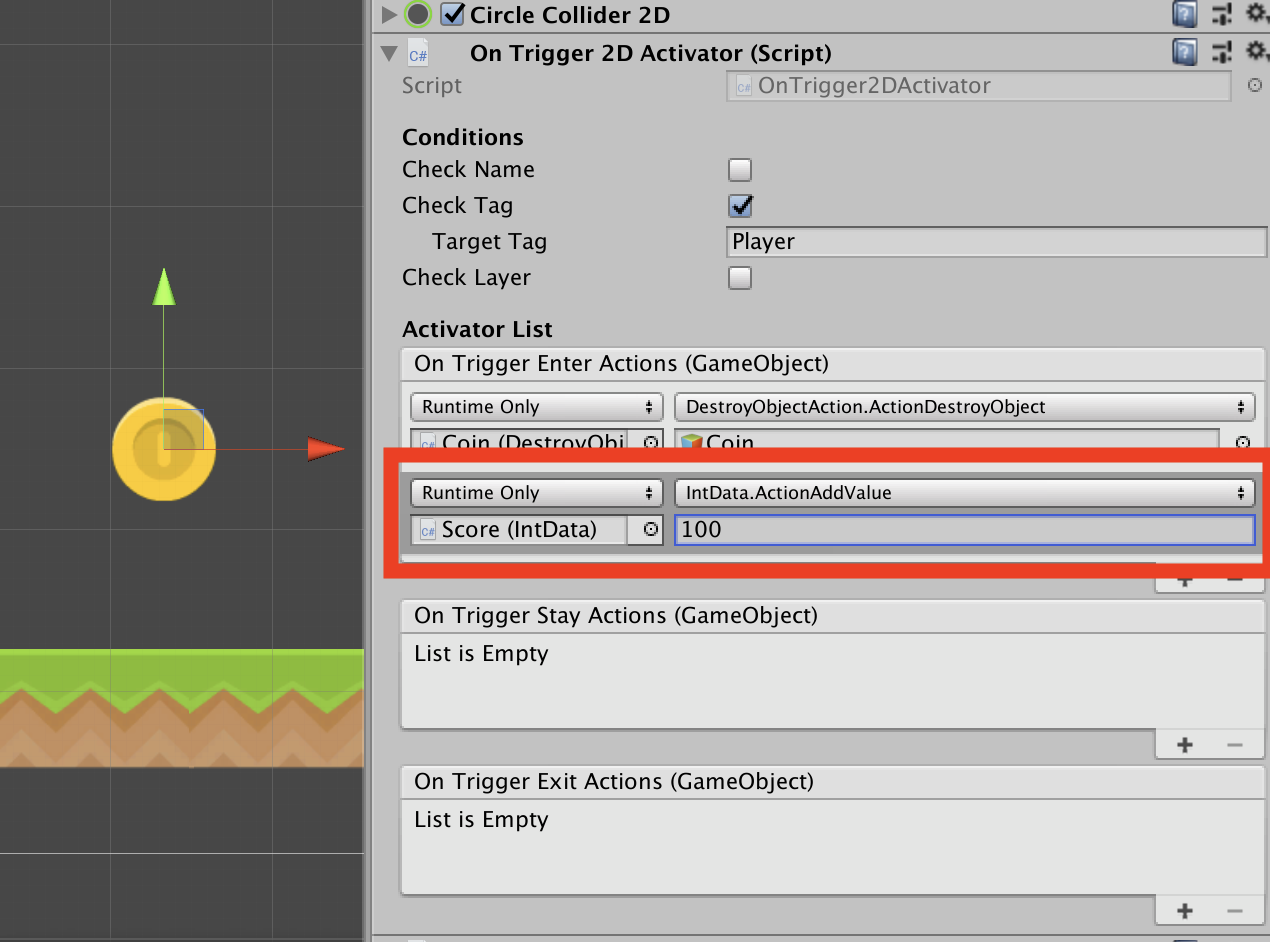 Circle Collider 2D
On Trigger 2D Activator (Script)
Script OnTrigger2DActivator
Conditions
Check Name
Check Tag
Target Tag Player
Check Layer
Activator List
On Trigger Enter Actions (GameObject)
Runtime Only DestroyObjectAction.ActionDestroyObject
Coin (DestroyObj Coin
Runtime Only IntData.ActionAddValue
Score (IntData) 100
On Trigger Stay Actions (GameObject)
List is Empty
On Trigger Exit Actions (GameObject)
List is Empty